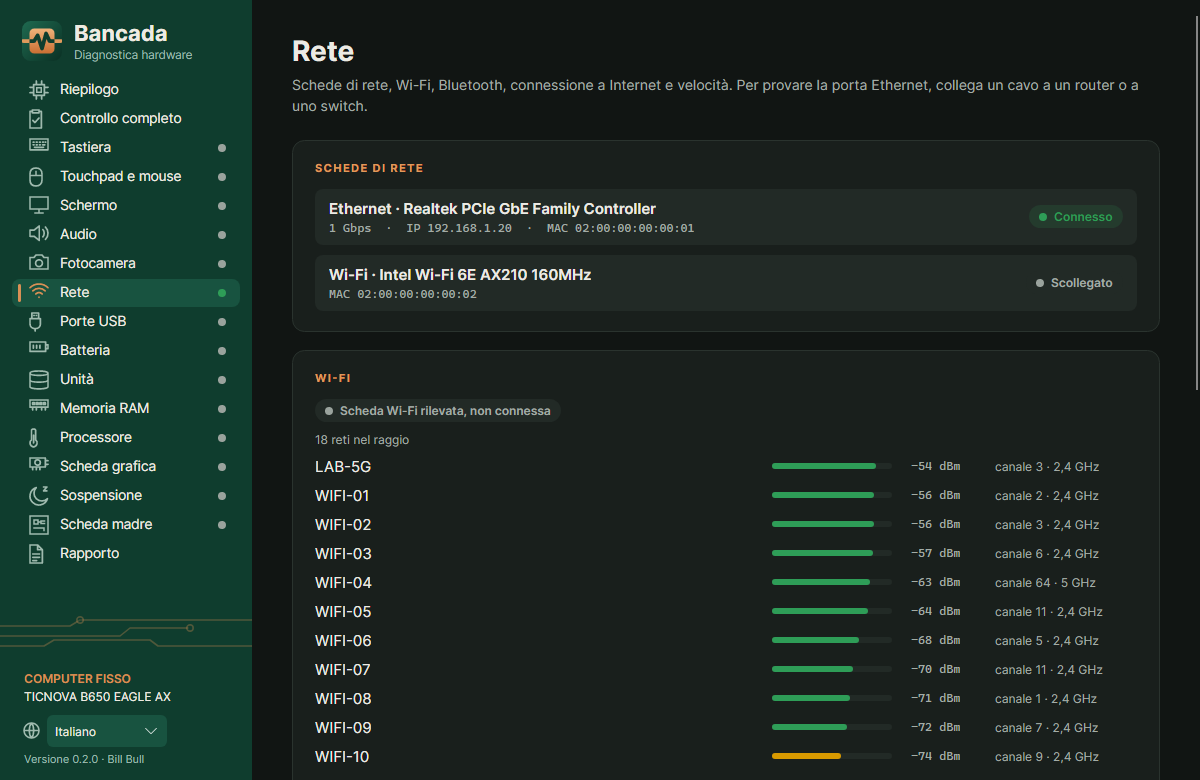 Bancada
Diagnostica hardware
Riepilogo
Controllo completo
Tastiera
Touchpad e mouse
Schermo
Audio
Fotocamera
Rete
Porte USB
Batteria
Unità
Memoria RAM
Processore
Scheda grafica
Sospensione
Scheda madre
Rapporto
COMPUTER FISSO
TICNOVA B650 EAGLE AX
Italiano
Versione 0.2.0 · Bill Bull
Rete
Schede di rete, Wi-Fi, Bluetooth, connessione a Internet e velocità. Per provare la porta Ethernet, collega un cavo a un router o a
uno switch.
SCHEDE DI RETE
Ethernet · Realtek PCIe GbE Family Controller
1 Gbps · IP 192.168.1.20 · MAC 02:00:00:00:00:01
Connesso
Wi-Fi · Intel Wi-Fi 6E AX210 160MHz
MAC 02:00:00:00:00:02
Scollegato
WI-FI
Scheda Wi-Fi rilevata, non connessa
18 reti nel raggio
LAB-5G −54 dBm canale 3 · 2,4 GHz
WIFI-01 −56 dBm canale 2 · 2,4 GHz
WIFI-02 −56 dBm canale 3 · 2,4 GHz
WIFI-03 −57 dBm canale 6 · 2,4 GHz
WIFI-04 −63 dBm canale 64 · 5 GHz
WIFI-05 −64 dBm canale 11 · 2,4 GHz
WIFI-06 −68 dBm canale 5 · 2,4 GHz
WIFI-07 −70 dBm canale 11 · 2,4 GHz
WIFI-08 −71 dBm canale 1 · 2,4 GHz
WIFI-09 −72 dBm canale 7 · 2,4 GHz
WIFI-10 −74 dBm canale 9 · 2,4 GHz